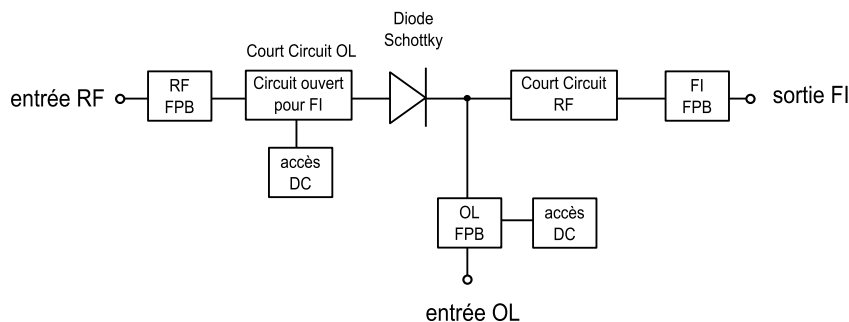 Diode
Schottky
Court Circuit OL
entrée RF
RF
FPB
Circuit ouvert
pour FI
Court Circuit
RF
FI
FPB
sortie FI
accès
DC
OL
FPB
accès
DC
entrée OL